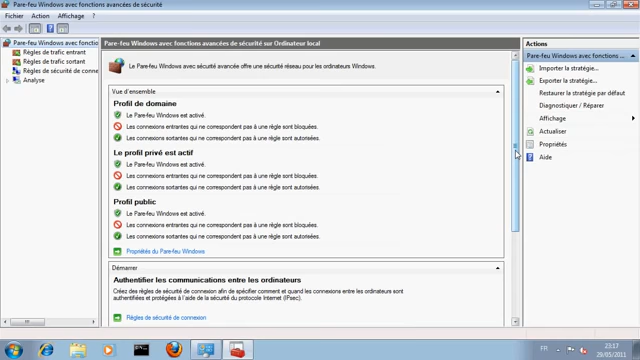 Pare-feu Windows avec fonctions avancées de sécurité
Fichier Action Affichage ?
Pare-feu Windows avec fonctions
Règles de trafic entrant
Règles de trafic sortant
Règles de sécurité de conne
Analyse
Pare-feu Windows avec fonctions avancées de sécurité sur Ordinateur local
Le Pare-feu Windows avec sécurité avancée offre une sécurité réseau pour les ordinateurs Windows.
Vue d'ensemble
Profil de domaine
Le Pare-feu Windows est activé.
Les connexions entrantes qui ne correspondent pas à une règle sont bloquées.
Les connexions sortantes qui ne correspondent pas à une règle sont autorisées.
Le profil privé est actif
Le Pare-feu Windows est activé.
Les connexions entrantes qui ne correspondent pas à une règle sont bloquées.
Les connexions sortantes qui ne correspondent pas à une règle sont autorisées.
Profil public
Le Pare-feu Windows est activé.
Les connexions entrantes qui ne correspondent pas à une règle sont bloquées.
Les connexions sortantes qui ne correspondent pas à une règle sont autorisées.
Propriétés du Pare-feu Windows
Démarrer
Authentifier les communications entre les ordinateurs
Créez des règles de sécurité de connexion afin de spécifier comment et quand les connexions entre les ordinateurs sont
authentifiées et protégées à l'aide de la sécurité du protocole Internet (IPsec).
Règles de sécurité de connexion
Actions
Pare-feu Windows avec fonctions ...
Importer la stratégie...
Exporter la stratégie...
Restaurer la stratégie par défaut
Diagnostiquer / Réparer
Affichage
Actualiser
Propriétés
Aide
FR
23:17
29/05/2011